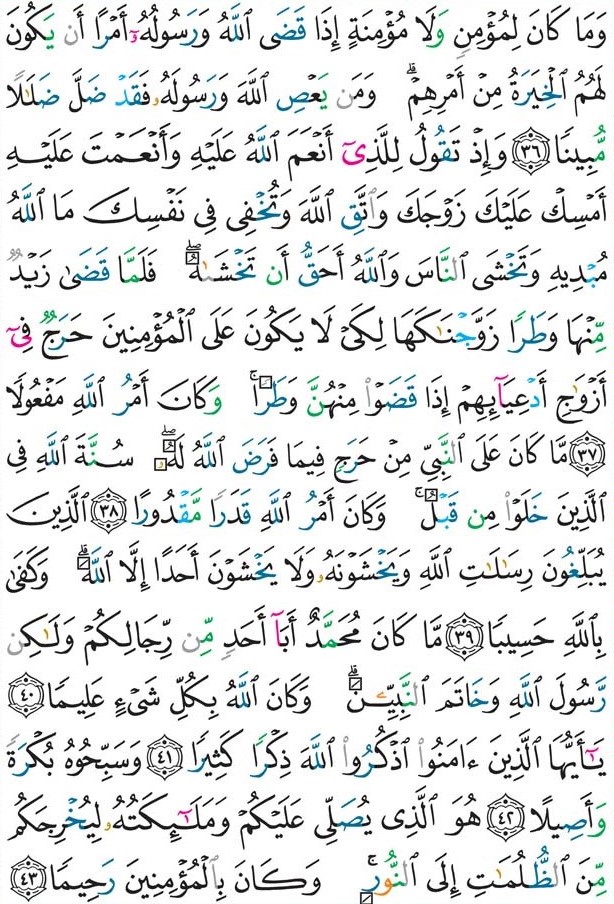 وَمَا كَانَ لِمُؤْمِنٍ وَلَا مُؤْمِنَةٍ إِذَا قَضَى ٱللَّهُ وَرَسُولُهُۥٓ أَمْرًا أَن يَكُونَ
لَهُمُ ٱلْخِيَرَةُ مِنْ أَمْرِهِمْ ۗ وَمَن يَعْصِ ٱللَّهَ وَرَسُولَهُۥ فَقَدْ ضَلَّ ضَلَٰلًا
مُّبِينًا ٣٦ وَإِذْ تَقُولُ لِلَّذِىٓ أَنْعَمَ ٱللَّهُ عَلَيْهِ وَأَنْعَمْتَ عَلَيْهِ
أَمْسِكْ عَلَيْكَ زَوْجَكَ وَٱتَّقِ ٱللَّهَ وَتُخْفِى فِى نَفْسِكَ مَا ٱللَّهُ
مُبْدِيهِ وَتَخْشَى ٱلنَّاسَ وَٱللَّهُ أَحَقُّ أَن تَخْشَىٰهُ ۖ فَلَمَّا قَضَىٰ زَيْدٌ
مِّنْهَا وَطَرًا زَوَّجْنَٰكَهَا لِكَىْ لَا يَكُونَ عَلَى ٱلْمُؤْمِنِينَ حَرَجٌ فِىٓ
أَزْوَٰجِ أَدْعِيَآئِهِمْ إِذَا قَضَوْا۟ مِنْهُنَّ وَطَرًا ۚ وَكَانَ أَمْرُ ٱللَّهِ مَفْعُولًا
٣٧ مَّا كَانَ عَلَى ٱلنَّبِىِّ مِنْ حَرَجٍ فِيمَا فَرَضَ ٱللَّهُ لَهُۥ ۖ سُنَّةَ ٱللَّهِ فِى
ٱلَّذِينَ خَلَوْا۟ مِن قَبْلُ ۚ وَكَانَ أَمْرُ ٱللَّهِ قَدَرًا مَّقْدُورًا ٣٨ ٱلَّذِينَ
يُبَلِّغُونَ رِسَٰلَٰتِ ٱللَّهِ وَيَخْشَوْنَهُۥ وَلَا يَخْشَوْنَ أَحَدًا إِلَّا ٱللَّهَ ۗ وَكَفَىٰ
بِٱللَّهِ حَسِيبًا ٣٩ مَّا كَانَ مُحَمَّدٌ أَبَآ أَحَدٍ مِّن رِّجَالِكُمْ وَلَٰكِن
رَّسُولَ ٱللَّهِ وَخَاتَمَ ٱلنَّبِيِّۦنَ ۗ وَكَانَ ٱللَّهُ بِكُلِّ شَىْءٍ عَلِيمًا ٤٠
يَٰٓأَيُّهَا ٱلَّذِينَ ءَامَنُوا۟ ٱذْكُرُوا۟ ٱللَّهَ ذِكْرًا كَثِيرًا ٤١ وَسَبِّحُوهُ بُكْرَةً
وَأَصِيلًا ٤٢ هُوَ ٱلَّذِى يُصَلِّى عَلَيْكُمْ وَمَلَٰٓئِكَتُهُۥ لِيُخْرِجَكُم
مِّنَ ٱلظُّلُمَٰتِ إِلَى ٱلنُّورِ ۚ وَكَانَ بِٱلْمُؤْمِنِينَ رَحِيمًا ٤٣